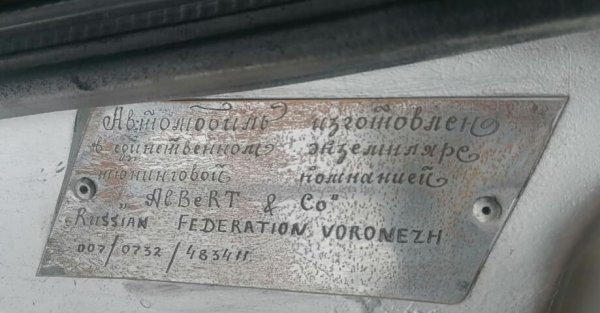 Автомобиль изготовлен
в единственном экземпляре
тюнинговой компанией
„AlBeRT & Co"
RUSSIAN FEDERATION. VORONEZH
007/0732/483411